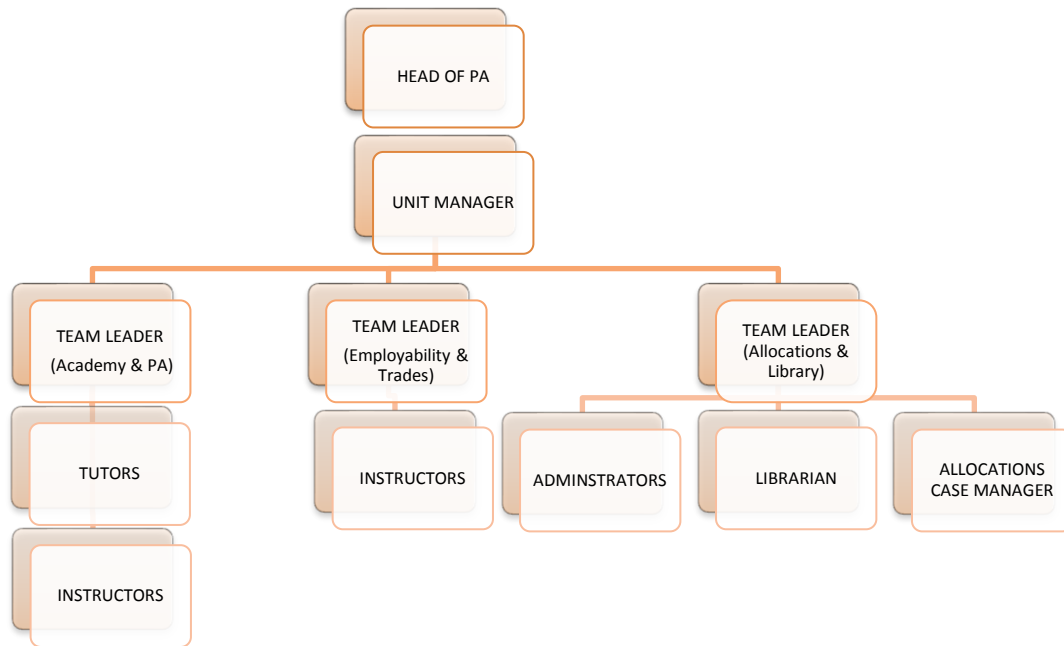 HEAD OF PA
UNIT MANAGER
TEAM LEADER
(Academy & PA)
TEAM LEADER
(Employability &
Trades)
TEAM LEADER
(Allocations &
Library)
TUTORS
INSTRUCTORS
ADMINSTRATORS
LIBRARIAN
ALLOCATIONS
CASE MANAGER
INSTRUCTORS